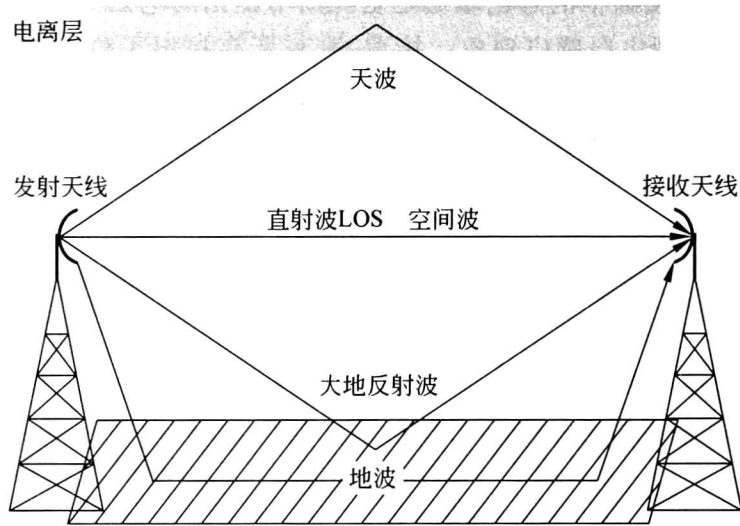 电离层
天波
发射天线
接收天线
直射波LOS 空间波
大地反射波
地波